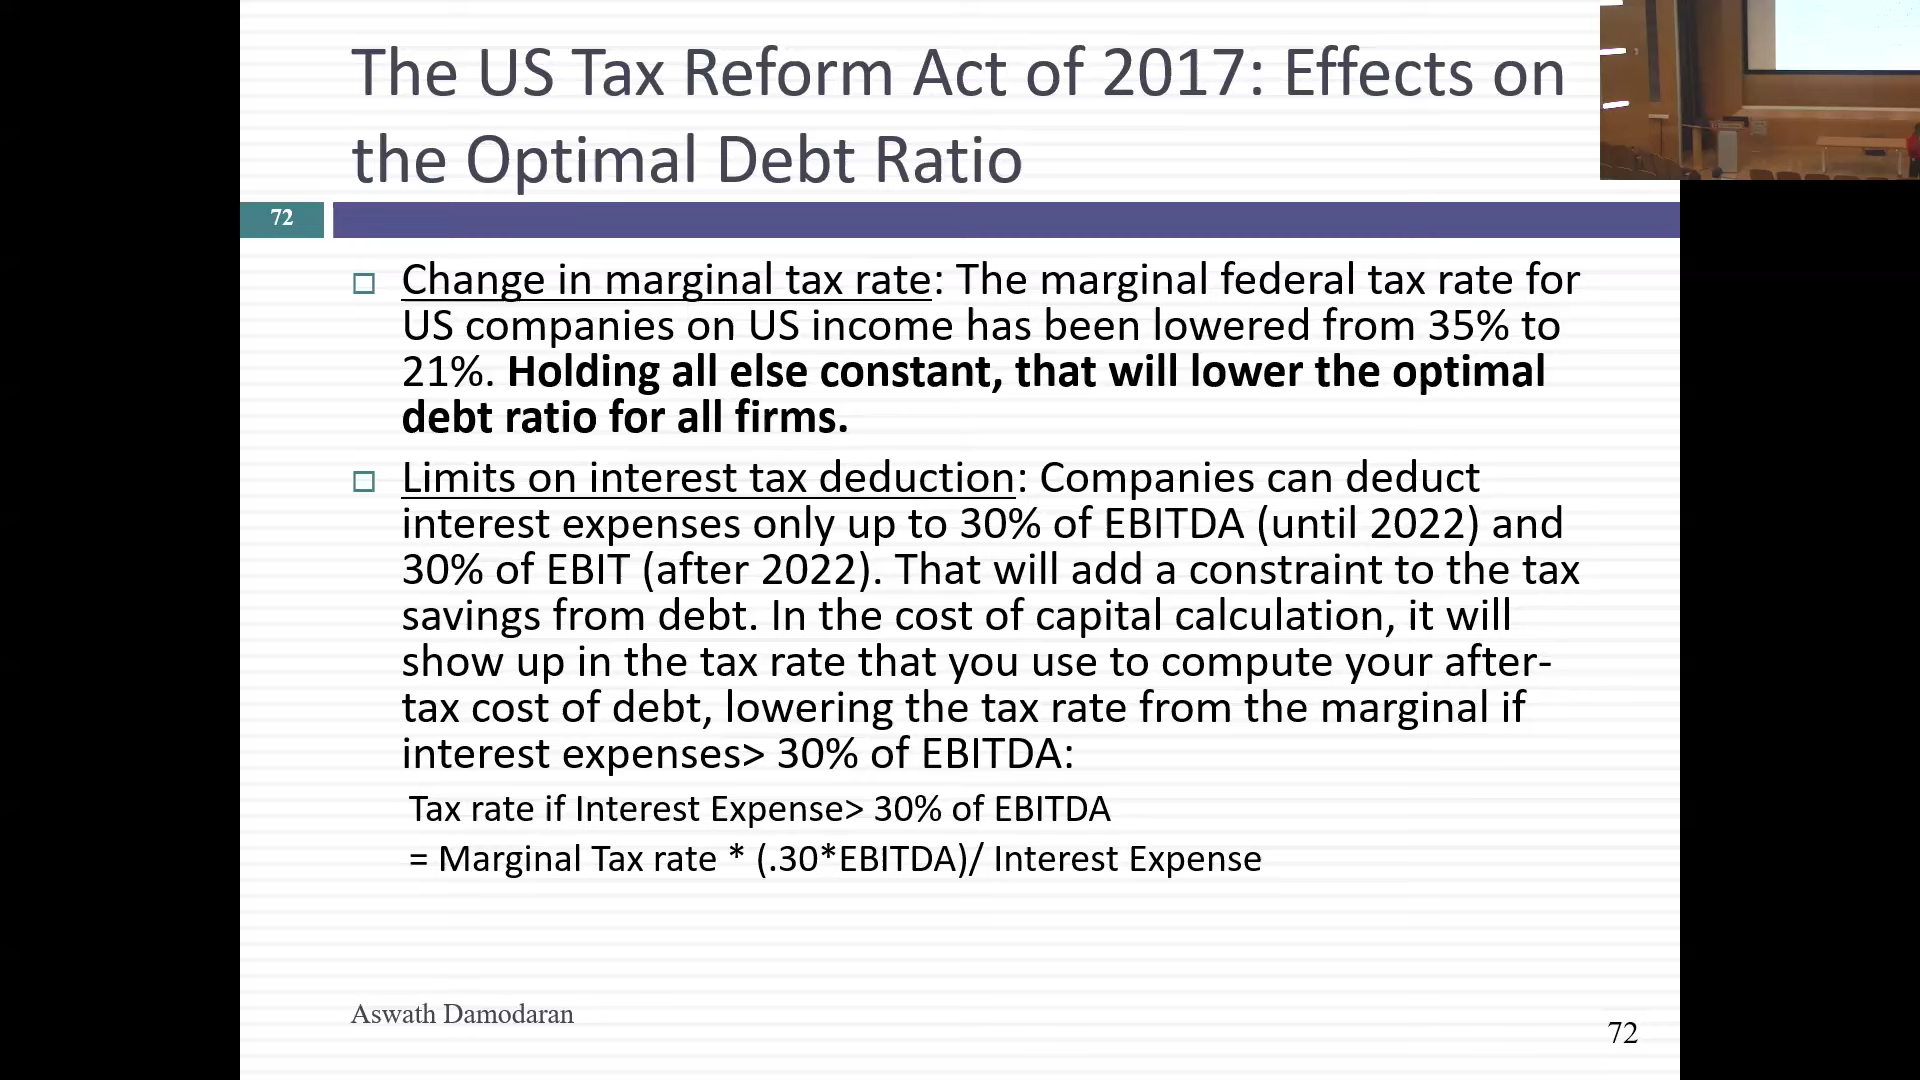 The US Tax Reform Act of 2017: Effects on
the Optimal Debt Ratio
72
Change in marginal tax rate: The marginal federal tax rate for
US companies on US income has been lowered from 35% to
21%. Holding all else constant, that will lower the optimal
debt ratio for all firms.
Limits on interest tax deduction: Companies can deduct
interest expenses only up to 30% of EBITDA (until 2022) and
30% of EBIT (after 2022). That will add a constraint to the tax
savings from debt. In the cost of capital calculation, it will
show up in the tax rate that you use to compute your after-
tax cost of debt, lowering the tax rate from the marginal if
interest expenses> 30% of EBITDA:
Tax rate if Interest Expense> 30% of EBITDA
= Marginal Tax rate * (.30*EBITDA)/ Interest Expense
Aswath Damodaran
72